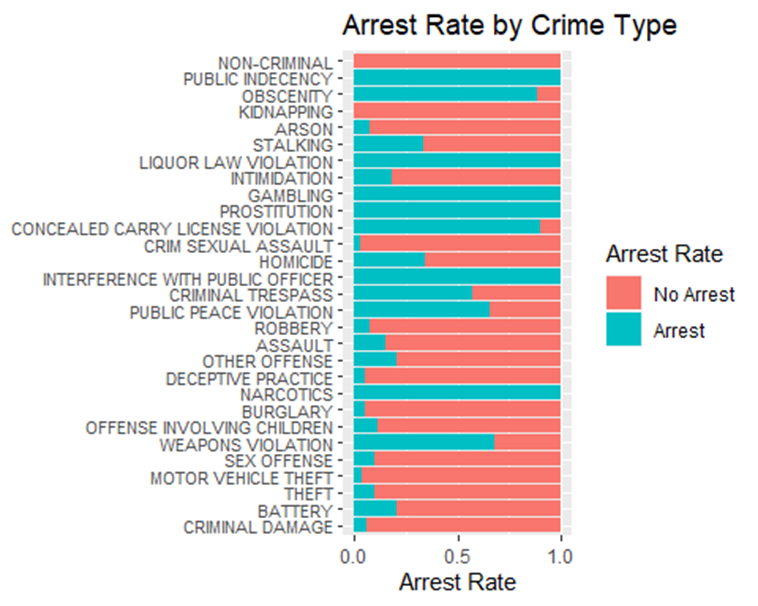 Arrest Rate by Crime Type
NON-CRIMINAL
PUBLIC INDECENCY
OBSCENITY
KIDNAPPING
ARSON
STALKING
LIQUOR LAW VIOLATION
INTIMIDATION
GAMBLING
PROSTITUTION
CONCEALED CARRY LICENSE VIOLATION
CRIM SEXUAL ASSAULT
HOMICIDE
INTERFERENCE WITH PUBLIC OFFICER
CRIMINAL TRESPASS
PUBLIC PEACE VIOLATION
ROBBERY
ASSAULT
OTHER OFFENSE
DECEPTIVE PRACTICE
NARCOTICS
BURGLARY
OFFENSE INVOLVING CHILDREN
WEAPONS VIOLATION
SEX OFFENSE
MOTOR VEHICLE THEFT
THEFT
BATTERY
CRIMINAL DAMAGE
0.0 0.5 1.0
Arrest Rate
Arrest Rate
No Arrest
Arrest